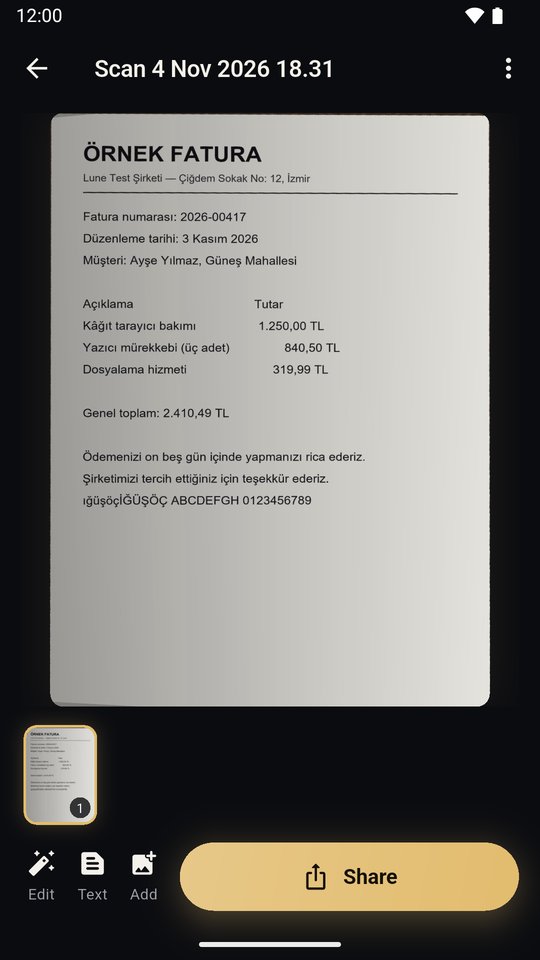 12:00
Scan 4 Nov 2026 18.31
ÖRNEK FATURA
Lune Test Şirketi — Çiğdem Sokak No: 12, İzmir
Fatura numarası: 2026-00417
Düzenleme tarihi: 3 Kasım 2026
Müşteri: Ayşe Yılmaz, Güneş Mahallesi
Açıklama Tutar
Kâğıt tarayıcı bakımı 1.250,00 TL
Yazıcı mürekkebi (üç adet) 840,50 TL
Dosyalama hizmeti 319,99 TL
Genel toplam: 2.410,49 TL
Ödemenizi on beş gün içinde yapmanızı rica ederiz.
Şirketimizi tercih ettiğiniz için teşekkür ederiz.
ığüşöçİĞÜŞÖÇ ABCDEFGH 0123456789
1
Edit Text Add Share